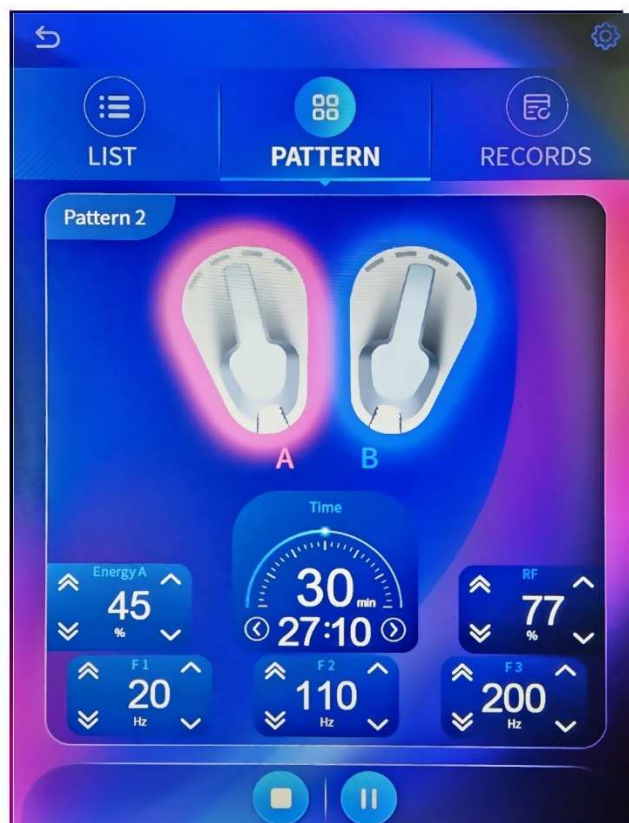 LIST
PATTERN
RECORDS
Pattern 2
A
B
Time
30 min
27:10
Energy A
45
%
RF
77
%
F1
20
Hz
F2
110
Hz
F3
200
Hz